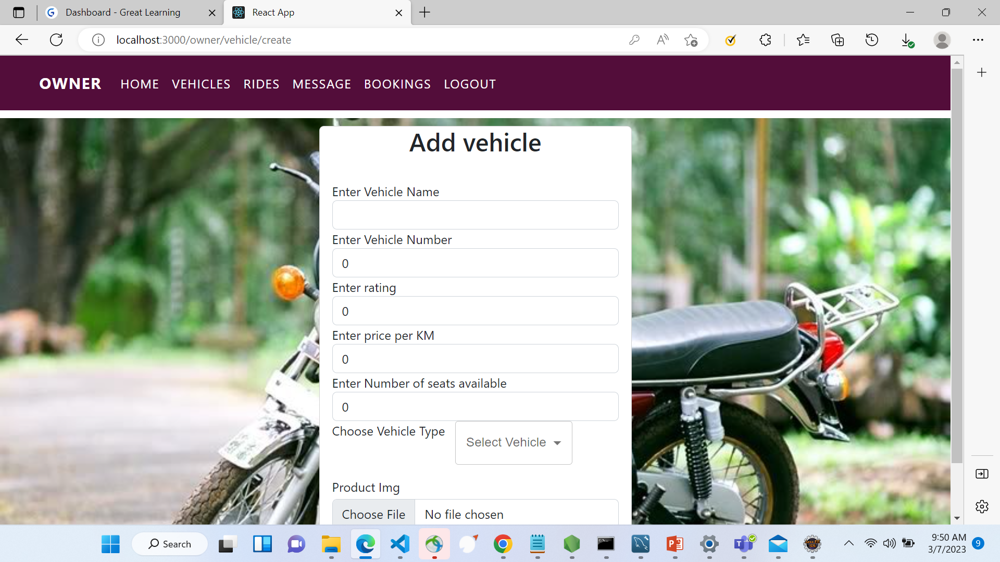 Dashboard - Great Learning
React App
localhost:3000/owner/vehicle/create
OWNER HOME VEHICLES RIDES MESSAGE BOOKINGS LOGOUT
Add vehicle
Enter Vehicle Name
Enter Vehicle Number
0
Enter rating
0
Enter price per KM
0
Enter Number of seats available
0
Choose Vehicle Type
Select Vehicle
Product Img
Choose File No file chosen
Search
9:50 AM
3/7/2023
9